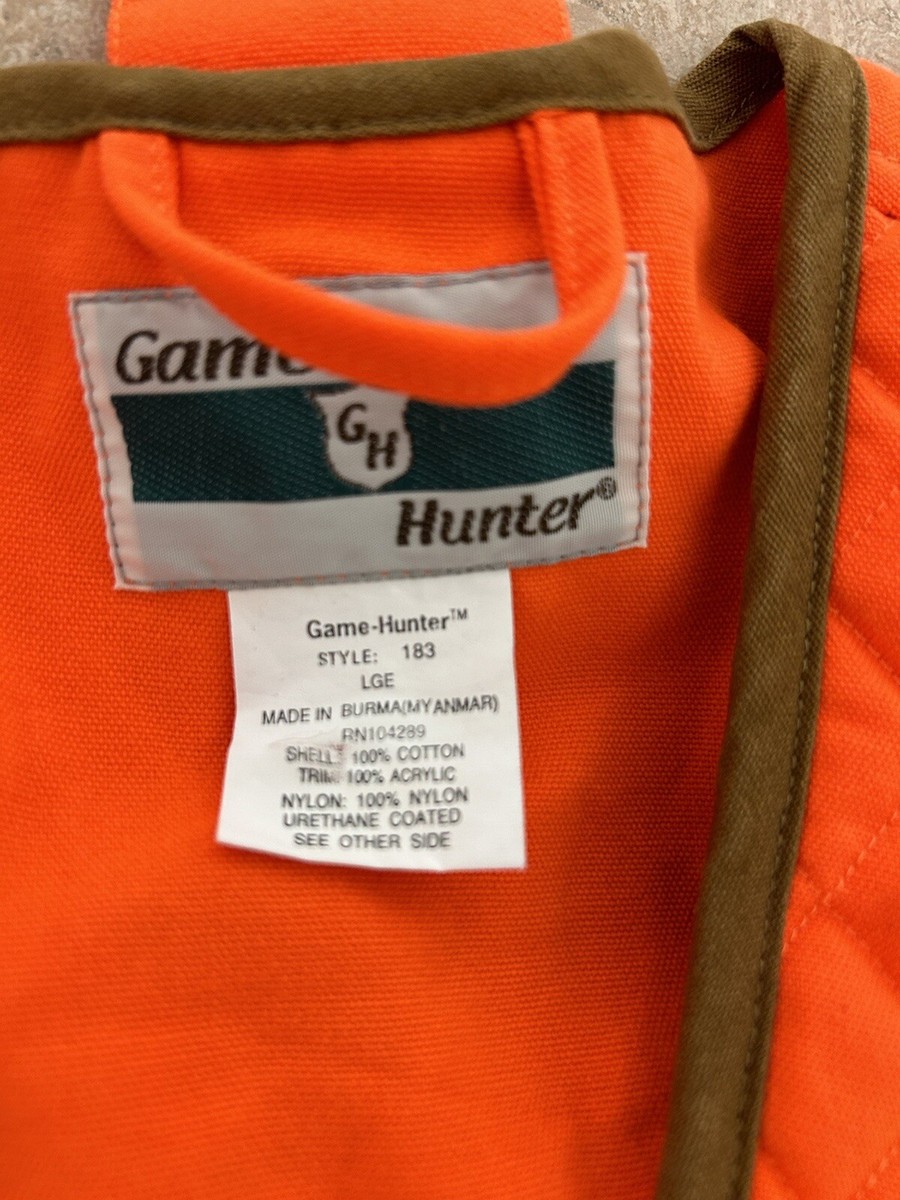 Game
GH
Hunter®
Game-Hunter™
STYLE: 183
LGE
MADE IN BURMA(MYANMAR)
RN104289
SHELL: 100% COTTON
TRIM: 100% ACRYLIC
NYLON: 100% NYLON
URETHANE COATED
SEE OTHER SIDE